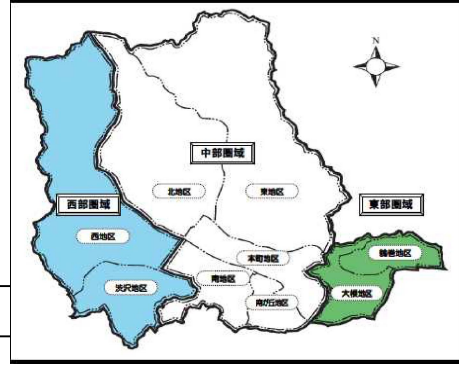 N
中部圏域
北地区
東地区
西部圏域
東部圏域
西地区
本町地区
鶴巻地区
南地区
渋沢地区
南が丘地区
大根地区